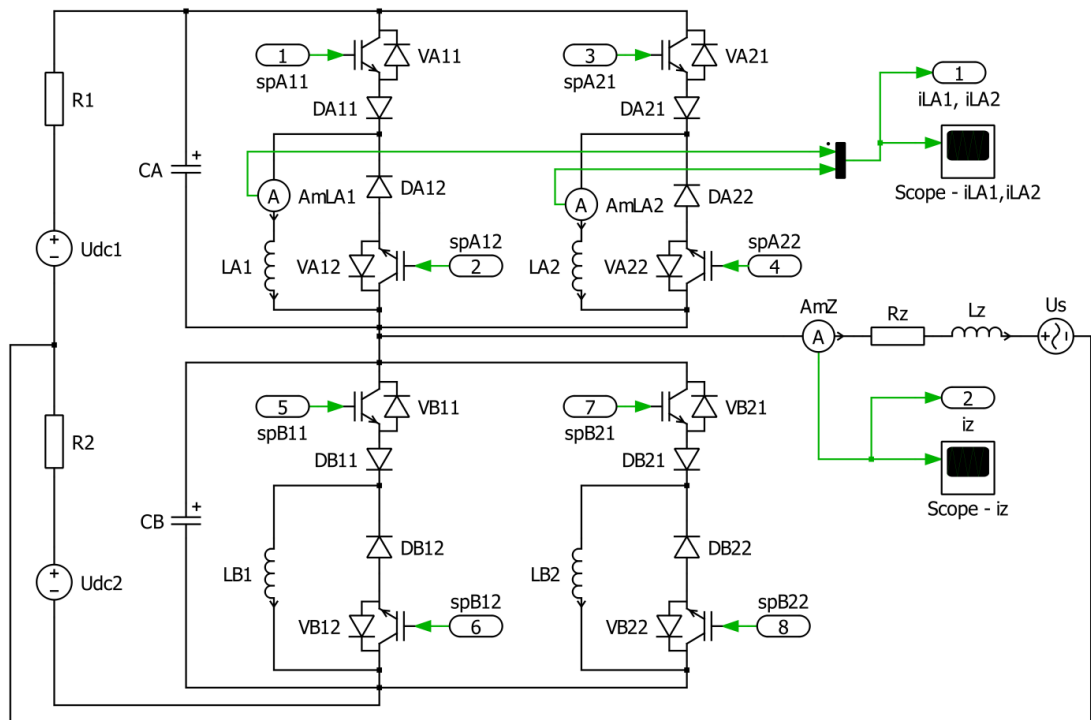 1
spA11
VA11
3
spA21
VA21
1
iLA1, iLA2
R1
DA11
DA21
CA
+
A
AmLA1
DA12
A
AmLA2
DA22
Scope - iLA1,iLA2
Udc1
+
−
LA1
VA12
spA12
2
LA2
VA22
spA22
4
AmZ
A
Rz
Lz
Us
+
−
5
spB11
VB11
7
spB21
VB21
2
iz
R2
DB11
DB21
Scope - iz
CB
+
DB12
DB22
Udc2
+
−
LB1
VB12
spB12
6
LB2
VB22
spB22
8